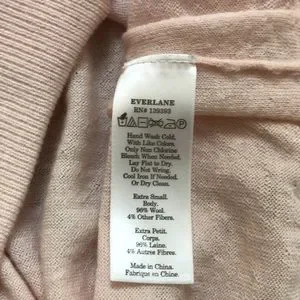 EVERLANE
RN# 139393
P
Hand Wash Cold.
With Like Colors.
Only Non Chlorine
Bleach When Needed.
Lay Flat to Dry.
Do Not Wring.
Cool Iron If Needed.
Or Dry Clean.
Extra Small.
Body.
96% Wool.
4% Other Fibers.
Extra Petit.
Corps.
96% Laine.
4% Autres Fibres.
Made in China.
Fabrique en Chine.